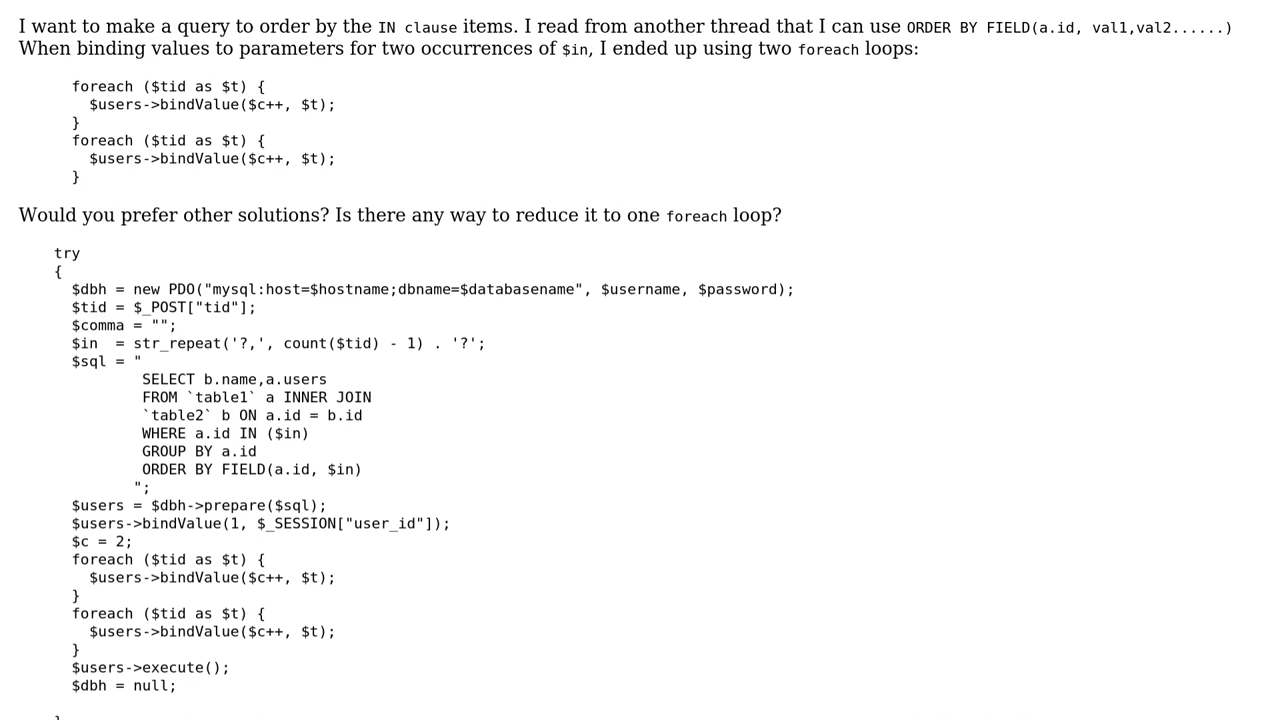 I want to make a query to order by the IN clause items. I read from another thread that I can use ORDER BY FIELD(a.id, val1,val2......)
When binding values to parameters for two occurrences of $in, I ended up using two foreach loops:
foreach ($tid as $t) {
$users->bindValue($c++, $t);
}
foreach ($tid as $t) {
$users->bindValue($c++, $t);
}
Would you prefer other solutions? Is there any way to reduce it to one foreach loop?
try
{
$dbh = new PDO("mysql:host=$hostname;dbname=$databasename", $username, $password);
$tid = $_POST["tid"];
$comma = "";
$in  = str_repeat('?,', count($tid) - 1) . '?';
$sql = "
SELECT b.name,a.users
FROM `table1` a INNER JOIN
`table2` b ON a.id = b.id
WHERE a.id IN ($in)
GROUP BY a.id
ORDER BY FIELD(a.id, $in)
";
$users = $dbh->prepare($sql);
$users->bindValue(1, $_SESSION["user_id"]);
$c = 2;
foreach ($tid as $t) {
$users->bindValue($c++, $t);
}
foreach ($tid as $t) {
$users->bindValue($c++, $t);
}
$users->execute();
$dbh = null;
}